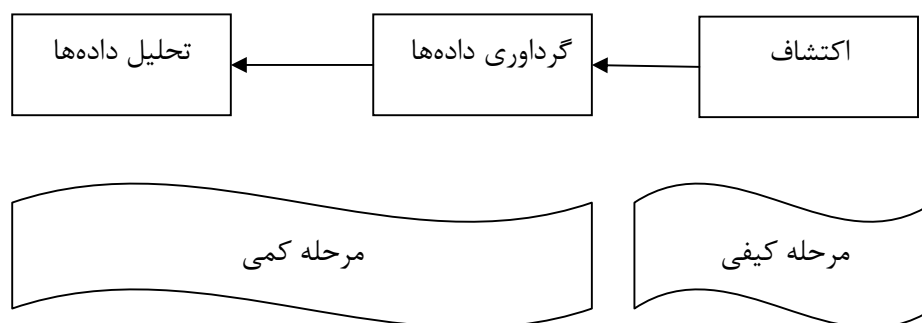 اکتشاف
گرداوری داده‌ها
تحلیل داده‌ها
مرحله کیفی
مرحله کمی